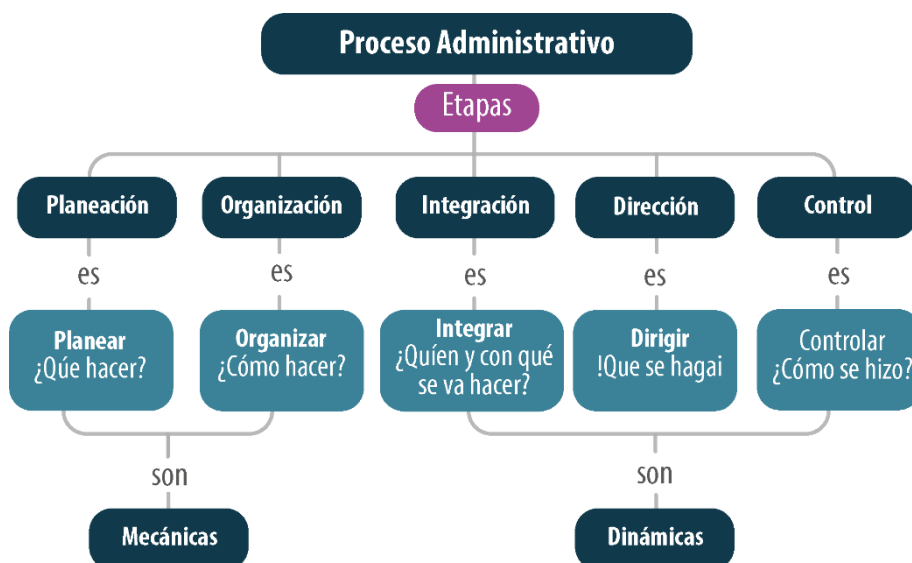 Proceso Administrativo
Etapas
Planeación
Organización
Integración
Dirección
Control
es
es
es
es
es
Planear
¿Qúe hacer?
Organizar
¿Cómo hacer?
Integrar
¿Quíen y con qué
se va hacer?
Dirigir
!Que se hagai
Controlar
¿Cómo se hizo?
son
son
Mecánicas
Dinámicas